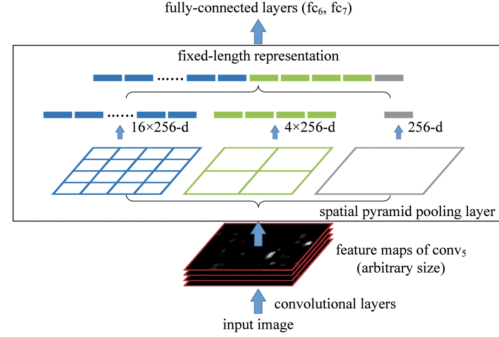 fully-connected layers (fc₆, fc₇)
fixed-length representation
......
...... 16×256-d 4×256-d 256-d
spatial pyramid pooling layer
feature maps of conv₅
(arbitrary size)
convolutional layers
input image